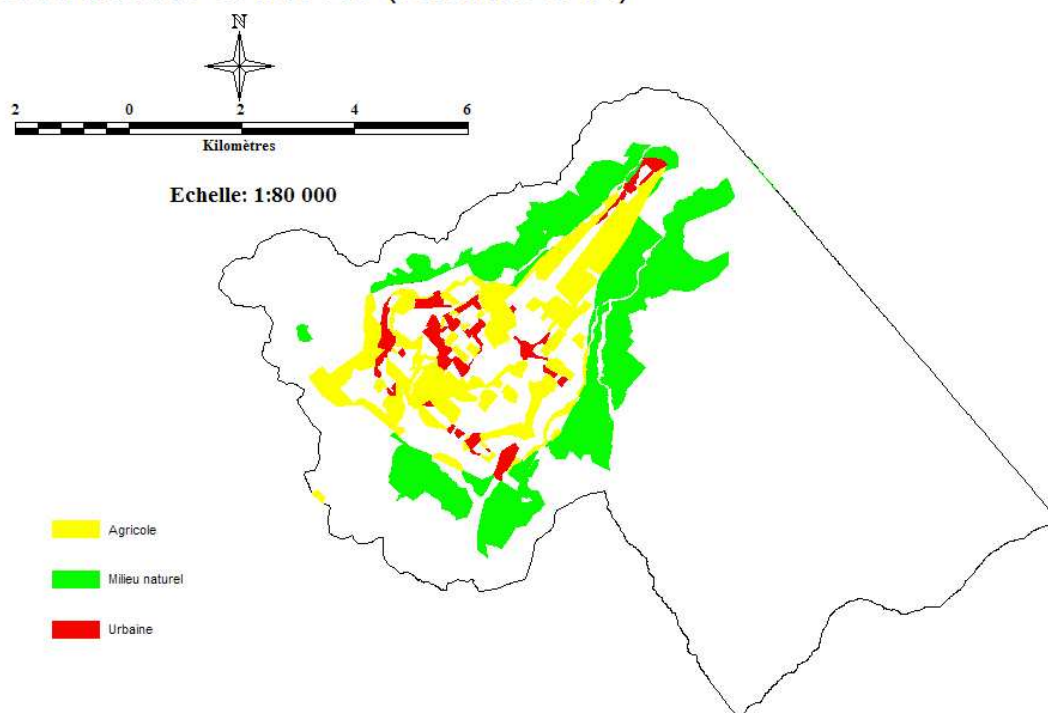 N
2 0 2 4 6
Kilomètres
Echelle: 1:80 000
Agricole
Milieu naturel
Urbaine